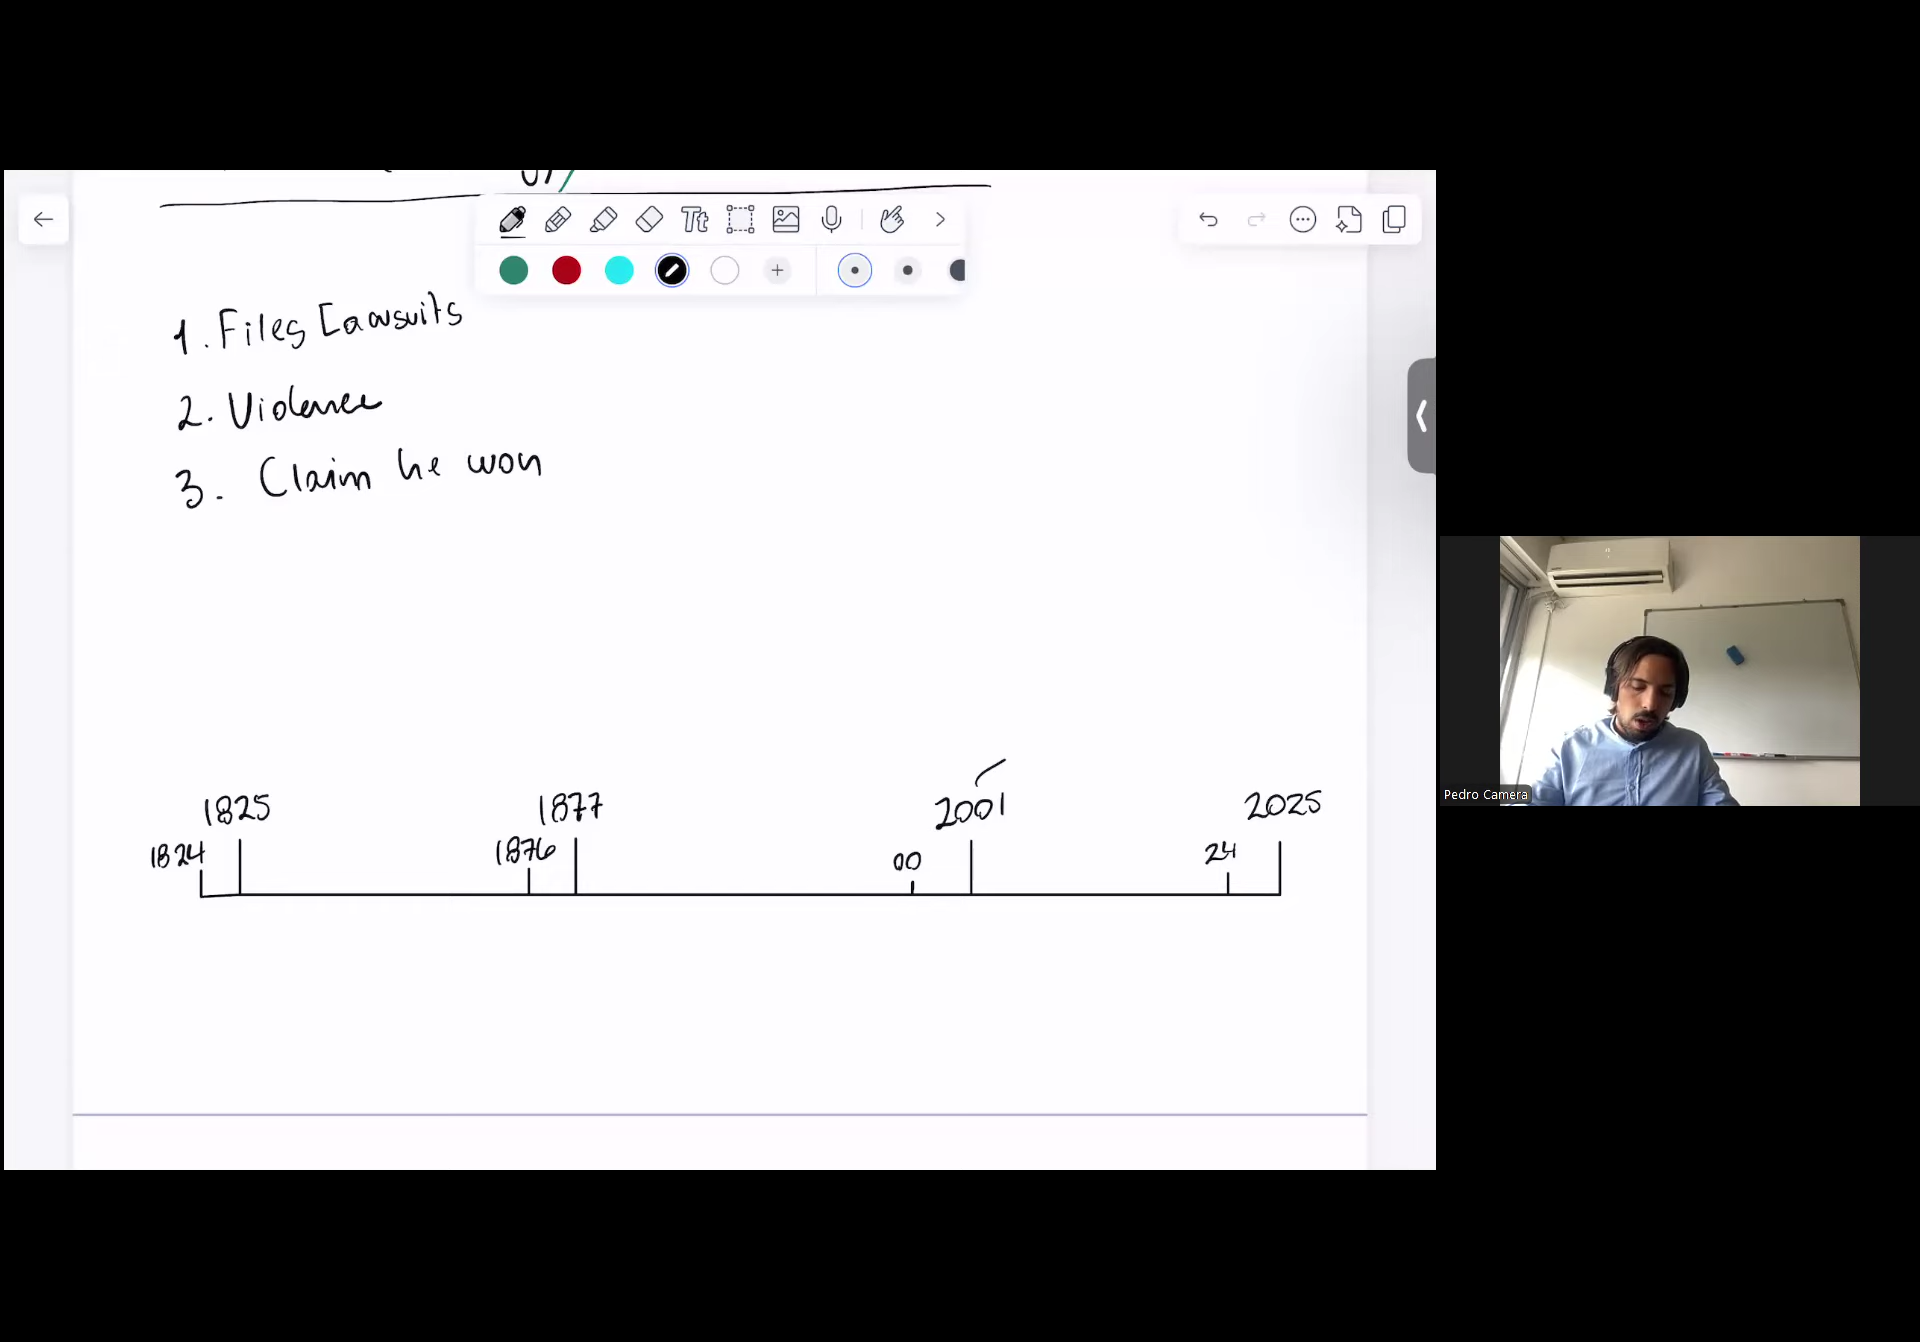 Tt
1. Files Lawsuits
2. Violence
3. Claim he won
1825 1877 2001 2025
1824 1876 00 24
Pedro Camera